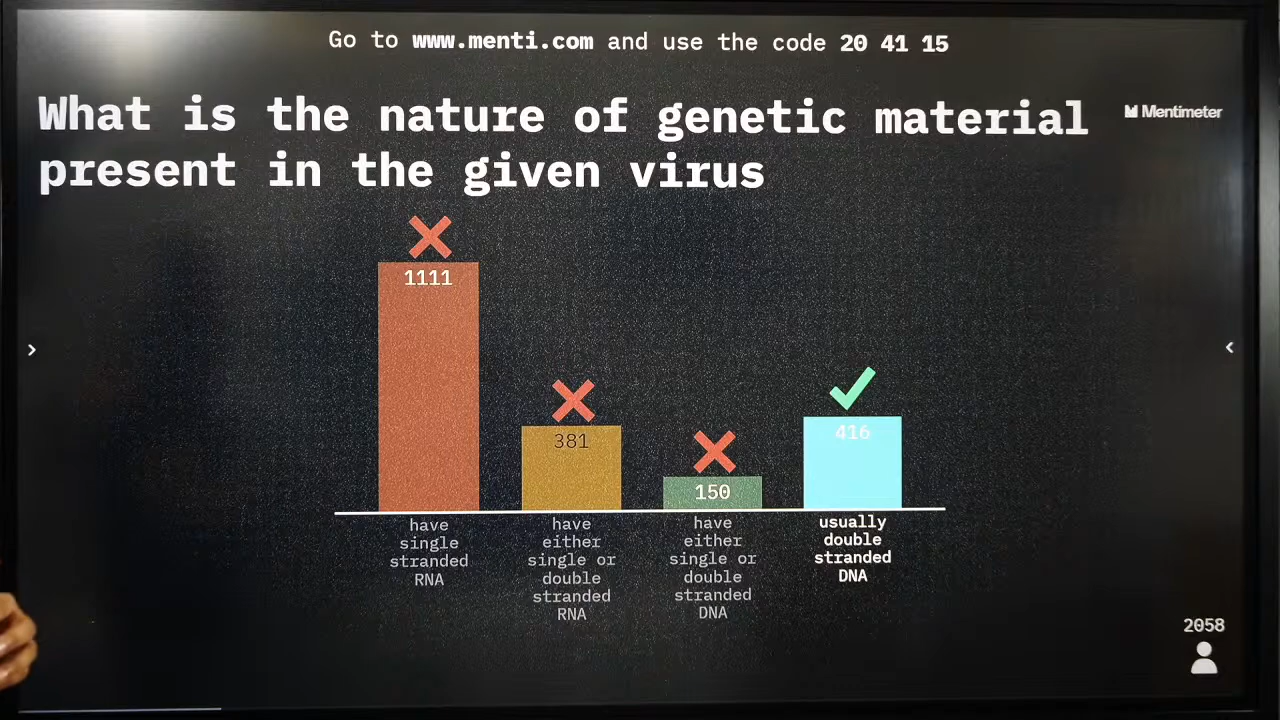 Go to www.menti.com and use the code 20 41 15
What is the nature of genetic material
present in the given virus
Mentimeter
1111
381
150
416
have
single
stranded
RNA
have
either
single or
double
stranded
RNA
have
either
single or
double
stranded
DNA
usually
double
stranded
DNA
2058